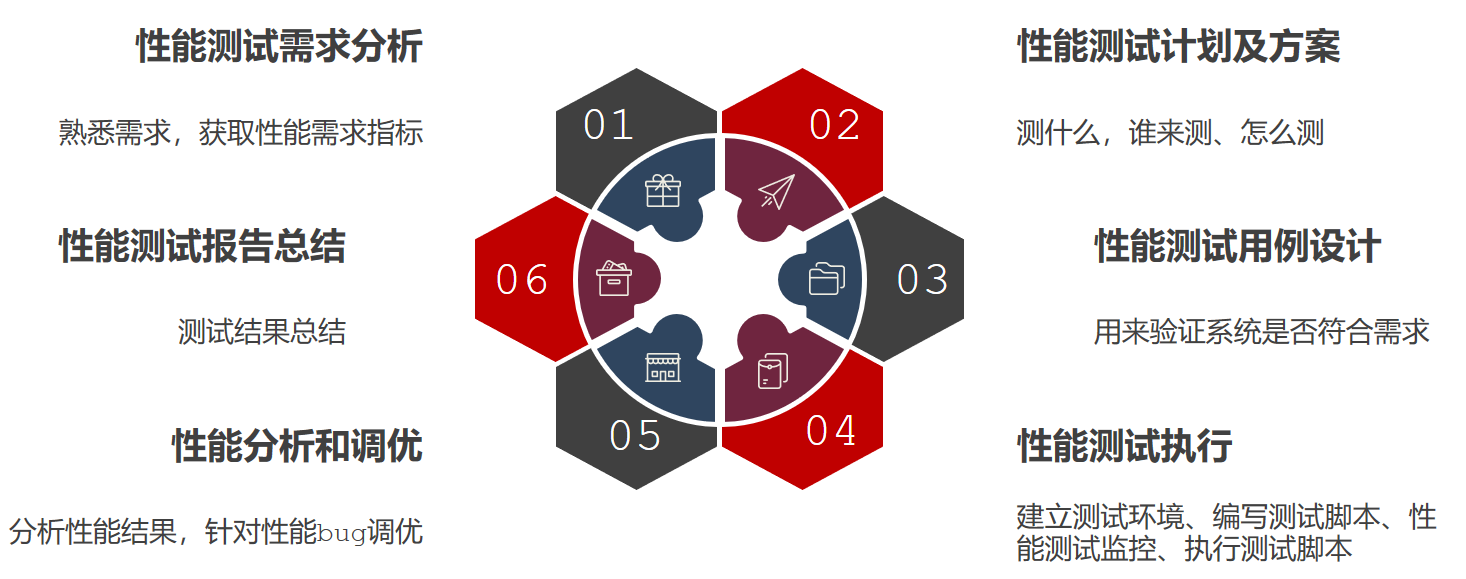 性能测试需求分析
熟悉需求，获取性能需求指标
01
02
性能测试计划及方案
测什么，谁来测、怎么测
03
性能测试用例设计
用来验证系统是否符合需求
04
性能测试执行
建立测试环境、编写测试脚本、性
能测试监控、执行测试脚本
05
性能分析和调优
分析性能结果，针对性能bug调优
06
性能测试报告总结
测试结果总结